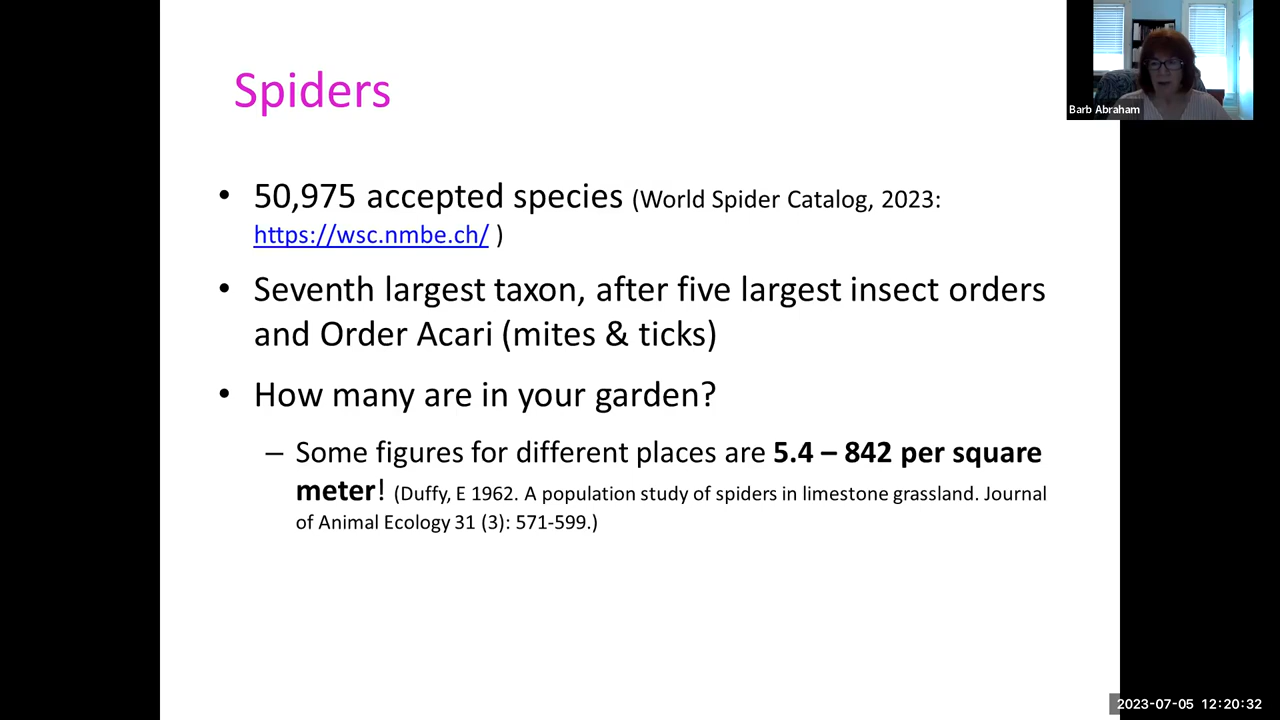 Spiders
Barb Abraham
• 50,975 accepted species (World Spider Catalog, 2023:
https://wsc.nmbe.ch/ )
• Seventh largest taxon, after five largest insect orders
and Order Acari (mites & ticks)
• How many are in your garden?
– Some figures for different places are 5.4 – 842 per square
meter! (Duffy, E 1962. A population study of spiders in limestone grassland. Journal
of Animal Ecology 31 (3): 571-599.)
2023-07-05 12:20:32